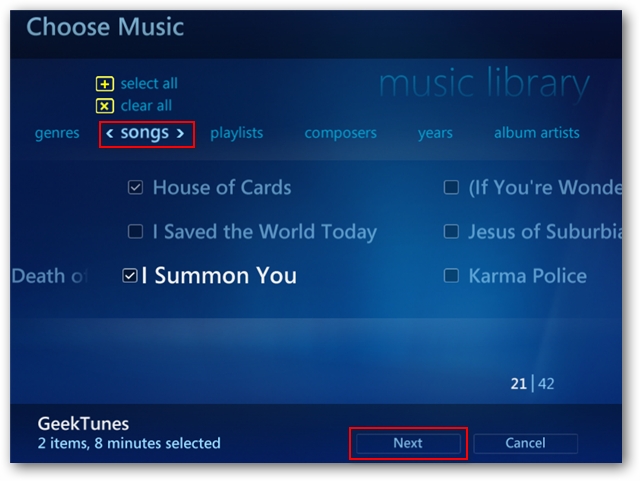 Choose Music
select all
music library
clear all
genres < songs > playlists composers years album artists
House of Cards (If You're Wonde
I Saved the World Today Jesus of Suburbia
Death of I Summon You Karma Police
21 | 42
GeekTunes
2 items, 8 minutes selected Next Cancel